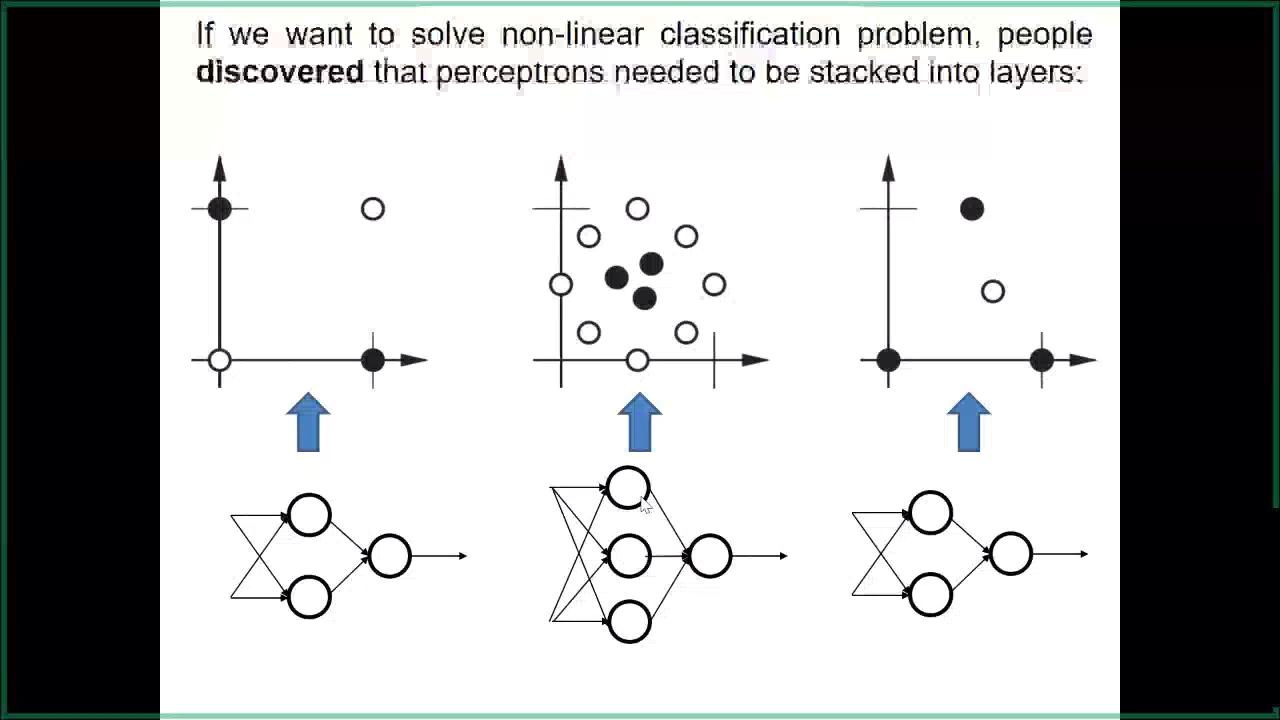 If we want to solve non-linear classification problem, people
discovered that perceptrons needed to be stacked into layers: